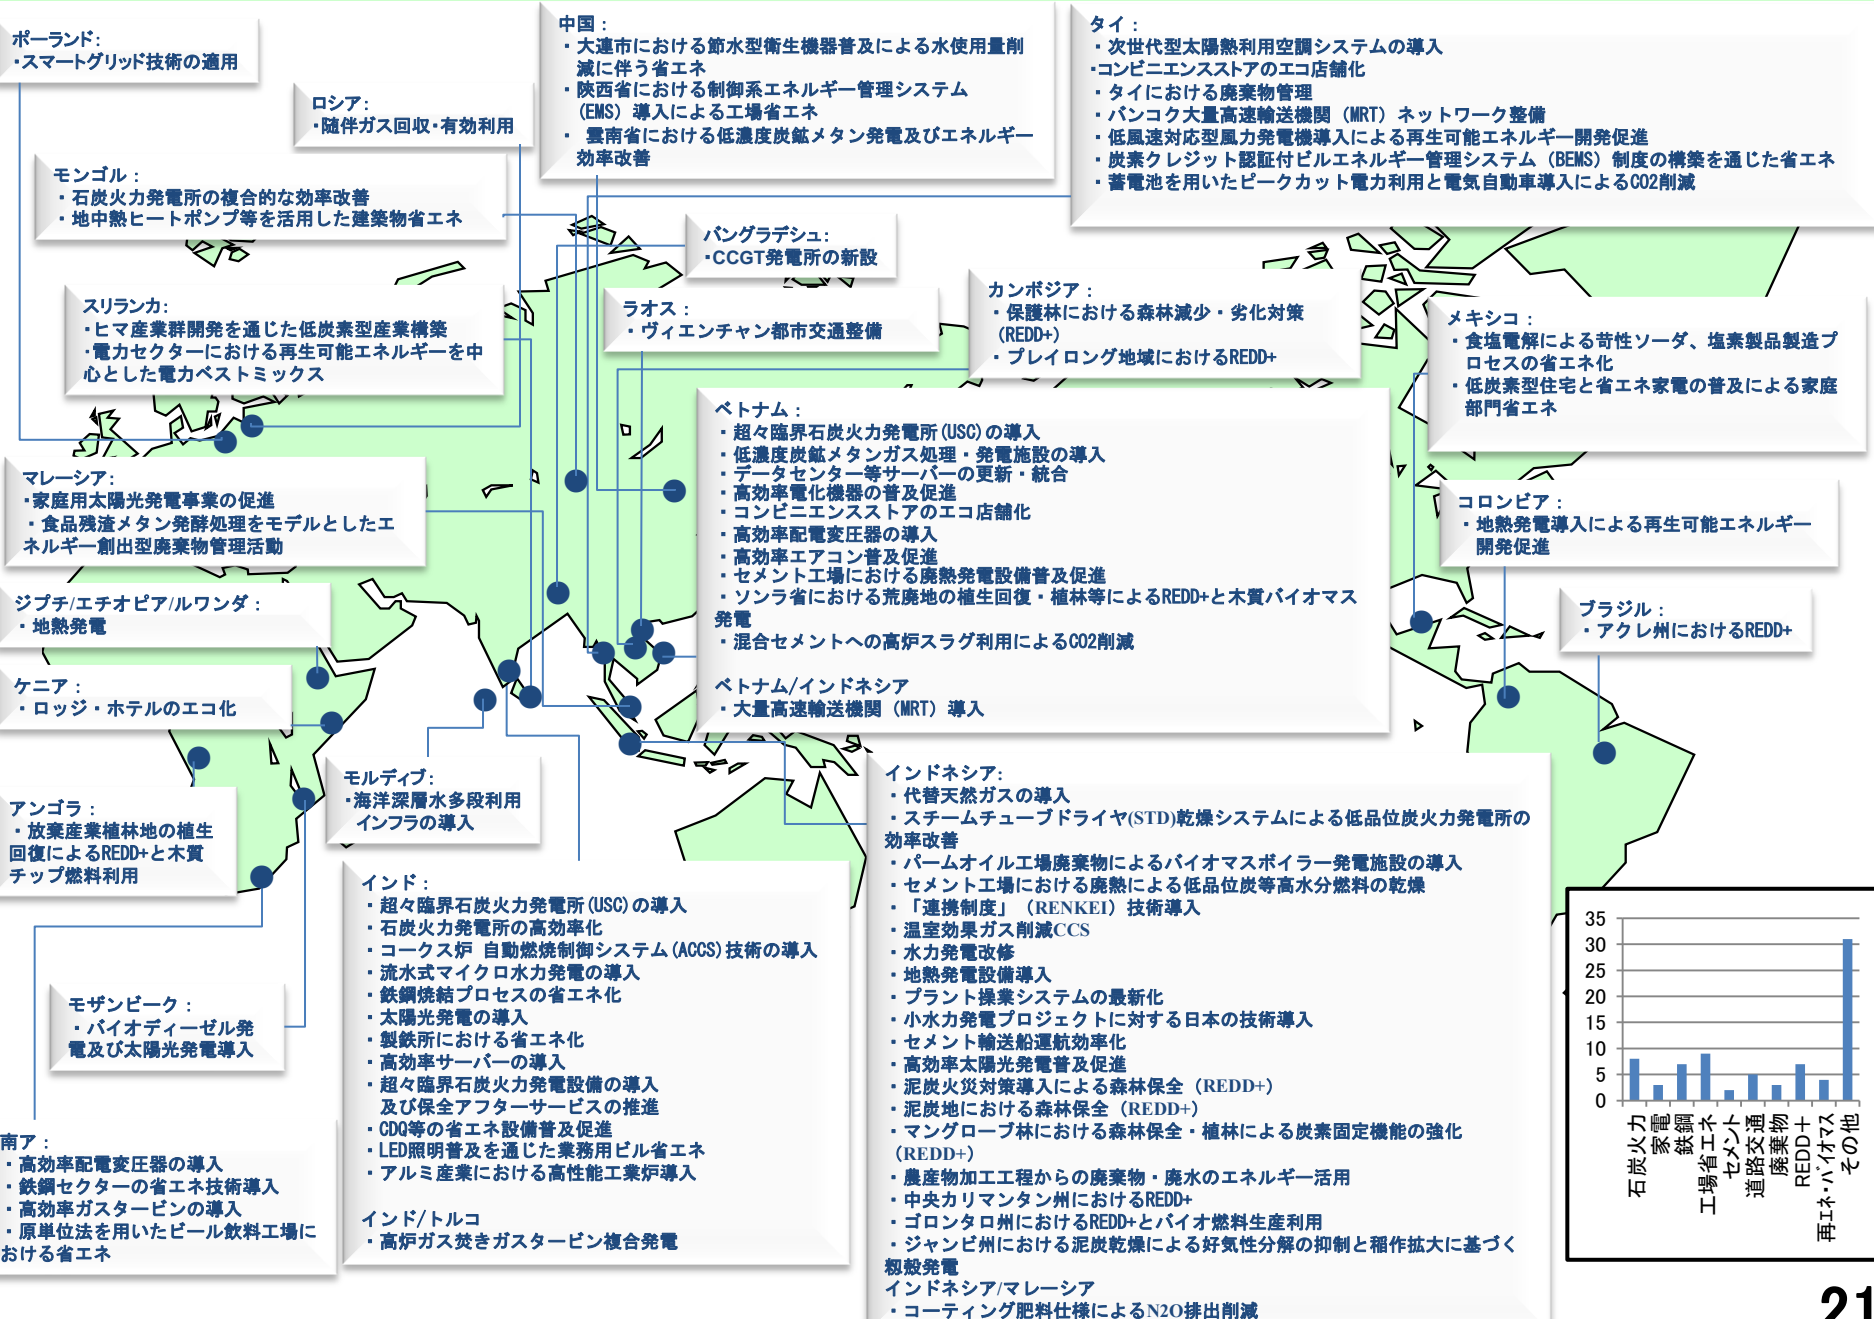 ポーランド：
・スマートグリッド技術の適用
ロシア：
・随伴ガス回収・有効利用
中国：
・大連市における節水型衛生機器普及による水使用量削
減に伴う省エネ
・陝西省における制御系エネルギー管理システム
(EMS) 導入による工場省エネ
・ 雲南省における低濃度炭鉱メタン発電及びエネルギー
効率改善
タイ：
・次世代型太陽熱利用空調システムの導入
・コンビニエンスストアのエコ店舗化
・タイにおける廃棄物管理
・バンコク大量高速輸送機関（MRT）ネットワーク整備
・低風速対応型風力発電機導入による再生可能エネルギー開発促進
・炭素クレジット認証付ビルエネルギー管理システム（BEMS）制度の構築を通じた省エネ
・蓄電池を用いたピークカット電力利用と電気自動車導入によるCO2削減
モンゴル：
・石炭火力発電所の複合的な効率改善
・地中熱ヒートポンプ等を活用した建築物省エネ
バングラデシュ：
・CCGT発電所の新設
スリランカ：
・ヒマ産業群開発を通じた低炭素型産業構築
・電力セクターにおける再生可能エネルギーを中
心とした電力ベストミックス
ラオス：
・ヴィエンチャン都市交通整備
カンボジア：
・保護林における森林減少・劣化対策
(REDD+)
・プレイロング地域におけるREDD+
メキシコ：
・食塩電解による苛性ソーダ、塩素製品製造プ
ロセスの省エネ化
・低炭素型住宅と省エネ家電の普及による家庭
部門省エネ
ベトナム：
・超々臨界石炭火力発電所(USC)の導入
・低濃度炭鉱メタンガス処理・発電施設の導入
・データセンター等サーバーの更新・統合
・高効率電化機器の普及促進
・コンビニエンスストアのエコ店舗化
・高効率配電変圧器の導入
・高効率エアコン普及促進
・セメント工場における廃熱発電設備普及促進
・ソンラ省における荒廃地の植生回復・植林等によるREDD+と木質バイオマス
発電
・混合セメントへの高炉スラグ利用によるCO2削減
ベトナム/インドネシア
・大量高速輸送機関（MRT）導入
マレーシア：
・家庭用太陽光発電事業の促進
・食品残渣メタン発酵処理をモデルとしたエ
ネルギー創出型廃棄物管理活動
コロンビア：
・地熱発電導入による再生可能エネルギー
開発促進
ジプチ/エチオピア/ルワンダ：
・地熱発電
ブラジル：
・アクレ州におけるREDD+
ケニア：
・ロッジ・ホテルのエコ化
モルディブ：
・海洋深層水多段利用
インフラの導入
アンゴラ：
・放棄産業植林地の植生
回復によるREDD+と木質
チップ燃料利用
インドネシア：
・代替天然ガスの導入
・スチームチューブドライヤ(STD)乾燥システムによる低品位炭火力発電所の
効率改善
・パームオイル工場廃棄物によるバイオマスボイラー発電施設の導入
・セメント工場における廃熱による低品位炭等高水分燃料の乾燥
・「連携制度」（RENKEI）技術導入
・温室効果ガス削減CCS
・水力発電改修
・地熱発電設備導入
・プラント操業システムの最新化
・小水力発電プロジェクトに対する日本の技術導入
・セメント輸送船運航効率化
・高効率太陽光発電普及促進
・泥炭火災対策導入による森林保全（REDD+）
・泥炭地における森林保全（REDD+）
・マングローブ林における森林保全・植林による炭素固定機能の強化
（REDD+）
・農産物加工工程からの廃棄物・廃水のエネルギー活用
・中央カリマンタン州におけるREDD+
・ゴロンタロ州におけるREDD+とバイオ燃料生産利用
・ジャンビ州における泥炭乾燥による好気性分解の抑制と稲作拡大に基づく
籾殻発電
インドネシア/マレーシア
・コーティング肥料仕様によるN2O排出削減
インド：
・超々臨界石炭火力発電所(USC)の導入
・石炭火力発電所の高効率化
・コークス炉 自動燃焼制御システム(ACCS)技術の導入
・流水式マイクロ水力発電の導入
・鉄鋼焼結プロセスの省エネ化
・太陽光発電の導入
・製鉄所における省エネ化
・高効率サーバーの導入
・超々臨界石炭火力発電設備の導入
及び保全アフターサービスの推進
・CDQ等の省エネ設備普及促進
・LED照明普及を通じた業務用ビル省エネ
・アルミ産業における高性能工業炉導入
インド/トルコ
・高炉ガス焚きガスタービン複合発電
モザンビーク：
・バイオディーゼル発
電及び太陽光発電導入
南ア：
・高効率配電変圧器の導入
・鉄鋼セクターの省エネ技術導入
・高効率ガスタービンの導入
・原単位法を用いたビール飲料工場に
おける省エネ
35
30
25
20
15
10
5
0
石炭火力
家電
鉄鋼
工場省エネ
セメント
道路交通
廃棄物
REDD＋
再エネ・バイオマス
その他
21